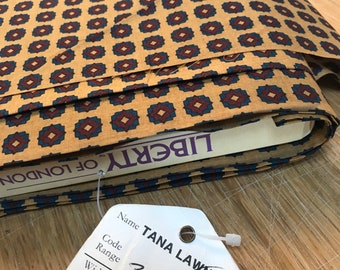 LIBERTY
OF LONDON
Name TANA LAWN
Code
Range